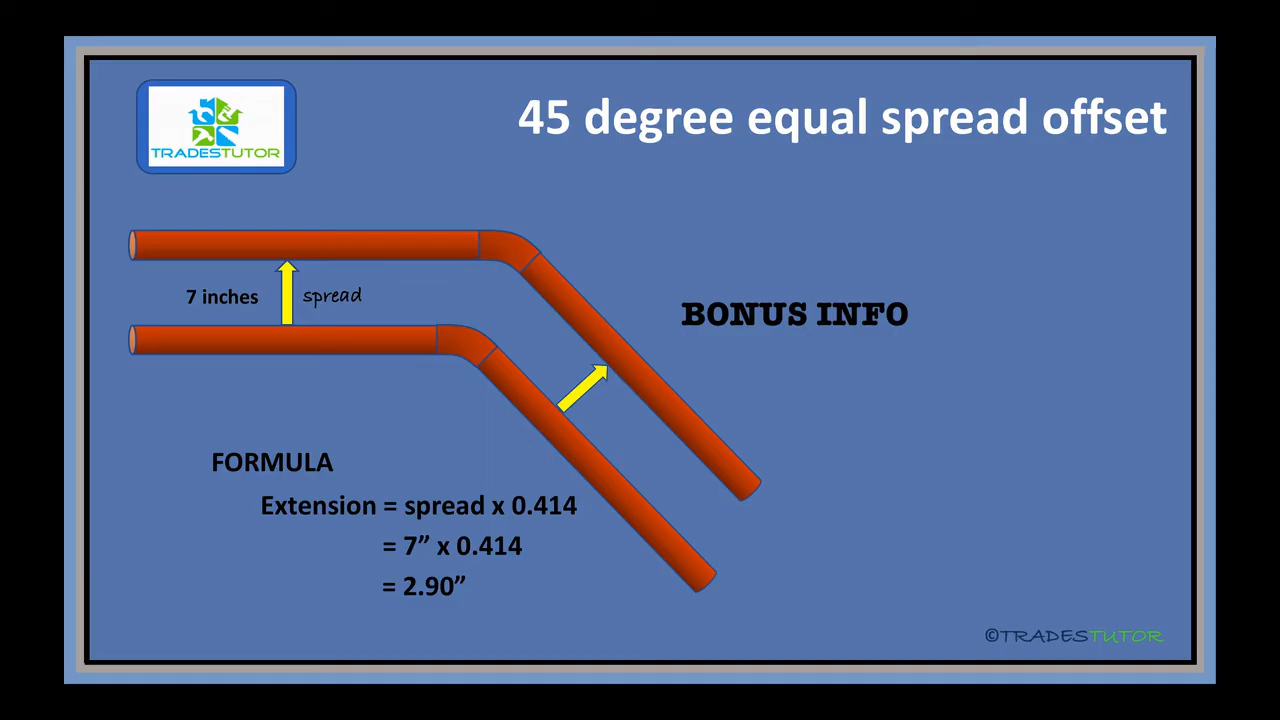 TRADESTUTOR
45 degree equal spread offset
7 inches spread
BONUS INFO
FORMULA
Extension = spread x 0.414
= 7” x 0.414
= 2.90”
©TRADESTUTOR